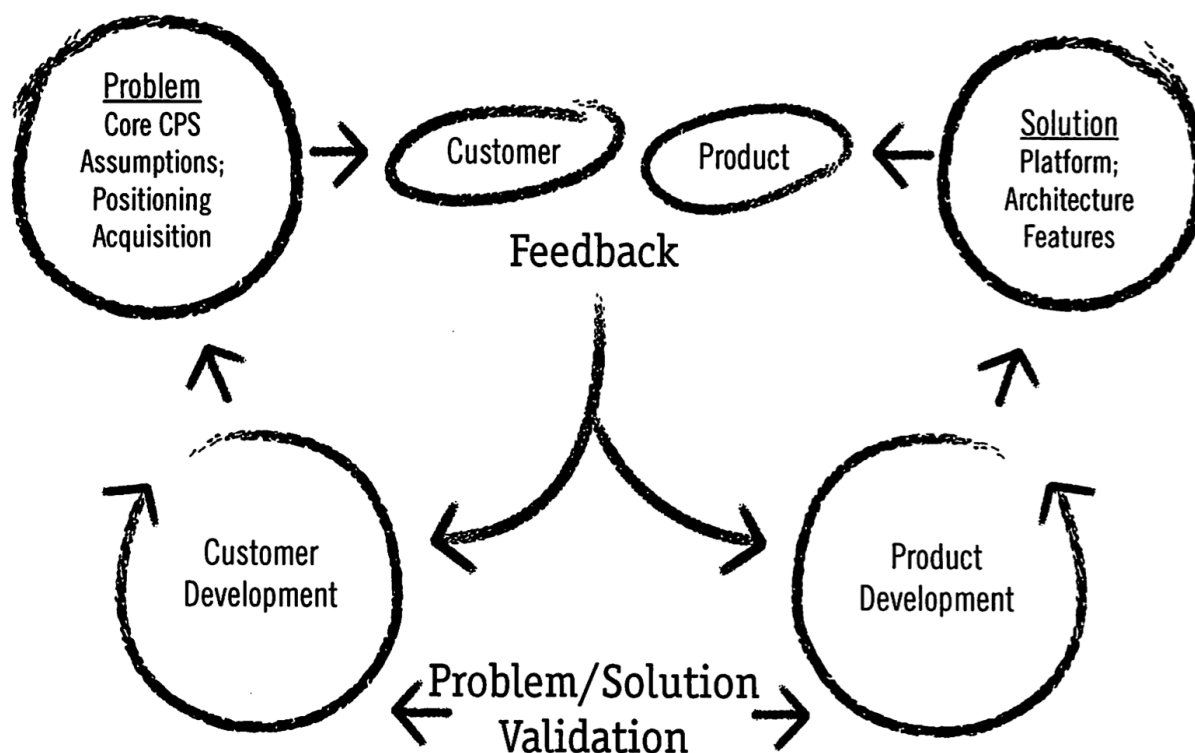 Problem
Core CPS
Assumptions;
Positioning
Acquisition
Customer
Product
Solution
Platform;
Architecture
Features
Feedback
Customer
Development
Product
Development
Problem/Solution
Validation